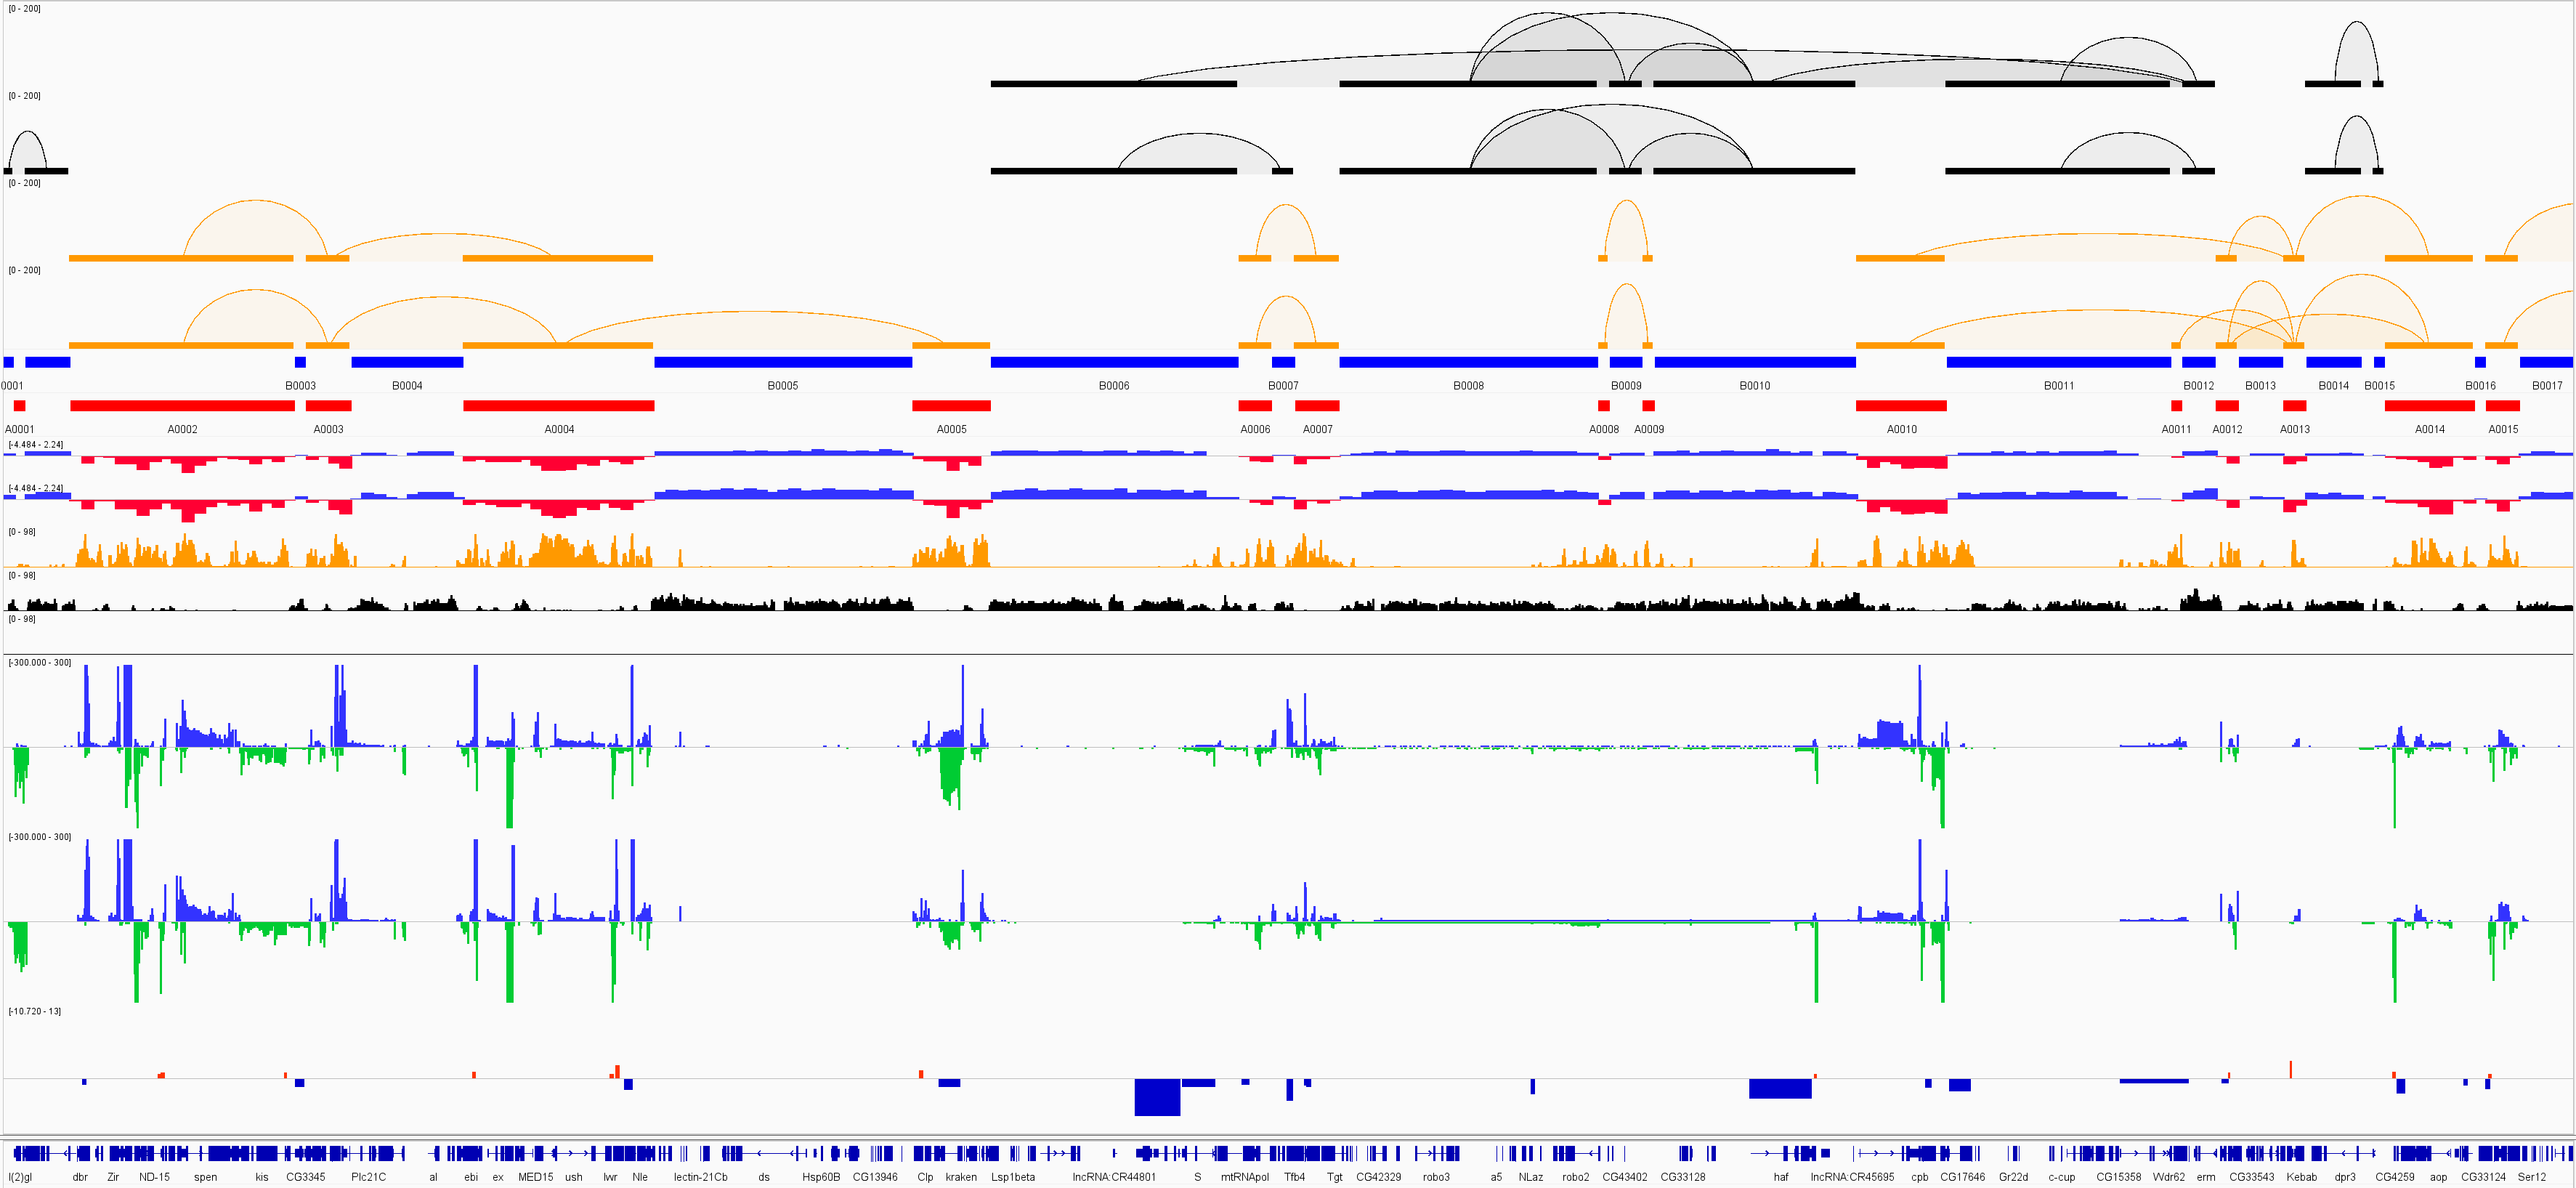 [0 - 200]
[0 - 200]
[0 - 200]
[0 - 200]
0001 B0003 B0004 B0005 B0006 B0007 B0008 B0009 B0010 B0011 B0012 B0013 B0014 B0015 B0016 B0017
A0001 A0002 A0003 A0004 A0005 A0006 A0007 A0008 A0009 A0010 A0011 A0012 A0013 A0014 A0015
[-4.484 - 2.24]
[-4.484 - 2.24]
[0 - 98]
[0 - 98]
[0 - 98]
[-300.000 - 300]
[-300.000 - 300]
[-10.720 - 13]
l(2)gl dbr Zir ND-15 spen kis CG3345 Plc21C al ebi ex MED15 ush lwr Nle lectin-21Cb ds Hsp60B CG13946 Clp kraken Lsp1beta lncRNA:CR44801 S mtRNApol Tfb4 Tgt CG42329 robo3 a5 NLaz robo2 CG43402 CG33128 haf lncRNA:CR45695 cpb CG17646 Gr22d c-cup CG15358 Wdr62 erm CG33543 Kebab dpr3 CG4259 aop CG33124 Ser12